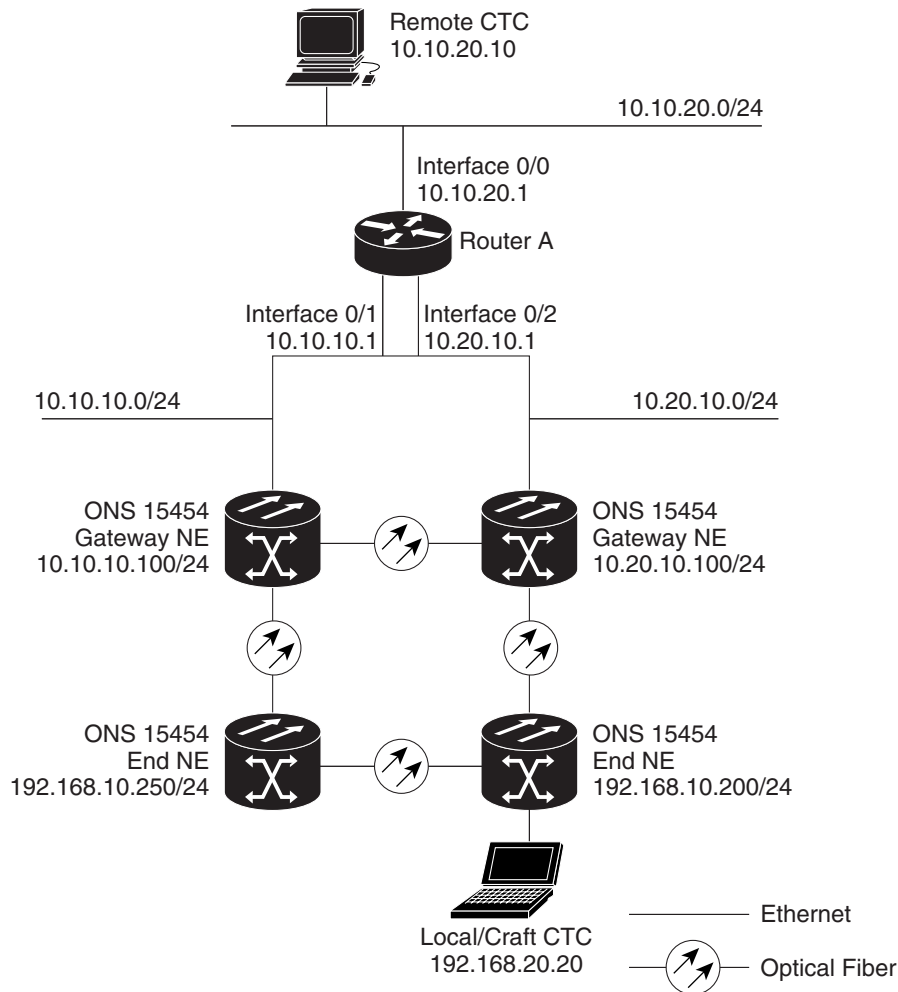 Remote CTC
10.10.20.10
10.10.20.0/24
Interface 0/0
10.10.20.1
Router A
Interface 0/1
10.10.10.1
Interface 0/2
10.20.10.1
10.10.10.0/24
10.20.10.0/24
ONS 15454
Gateway NE
10.10.10.100/24
ONS 15454
Gateway NE
10.20.10.100/24
ONS 15454
End NE
192.168.10.250/24
ONS 15454
End NE
192.168.10.200/24
Local/Craft CTC
192.168.20.20
Ethernet
Optical Fiber